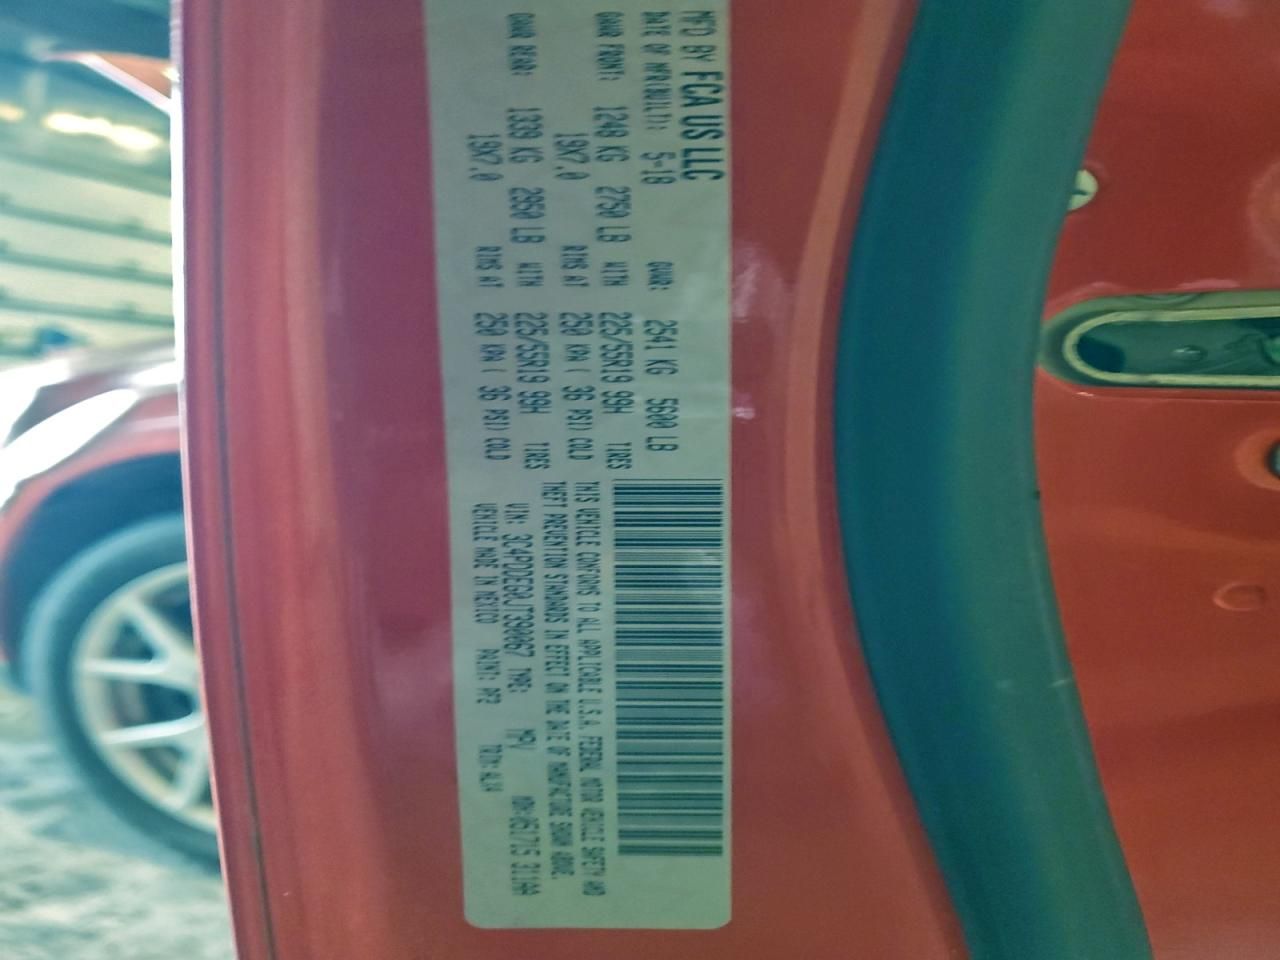 MFD BY FCA US LLC
DATE OF MFR(BUILT): 5-18 GVWR: 2541 KG 5600 LB
GAWR FRONT: 1248 KG 2750 LB WITH 225/55R19 99H TIRES
19X7.0 RIMS AT 250 KPA ( 36 PSI) COLD
GAWR REAR: 1339 KG 2950 LB WITH 225/55R19 99H TIRES
19X7.0 RIMS AT 250 KPA ( 36 PSI) COLD
THIS VEHICLE CONFORMS TO ALL APPLICABLE U.S.A. FEDERAL MOTOR VEHICLE SAFETY AND
THEFT PREVENTION STANDARDS IN EFFECT ON THE DATE OF MANUFACTURE SHOWN ABOVE.
VIN: 3C4PDDEG0JT390067 TYPE: MPV
VEHICLE MADE IN MEXICO PAINT: PF2 TRIM: